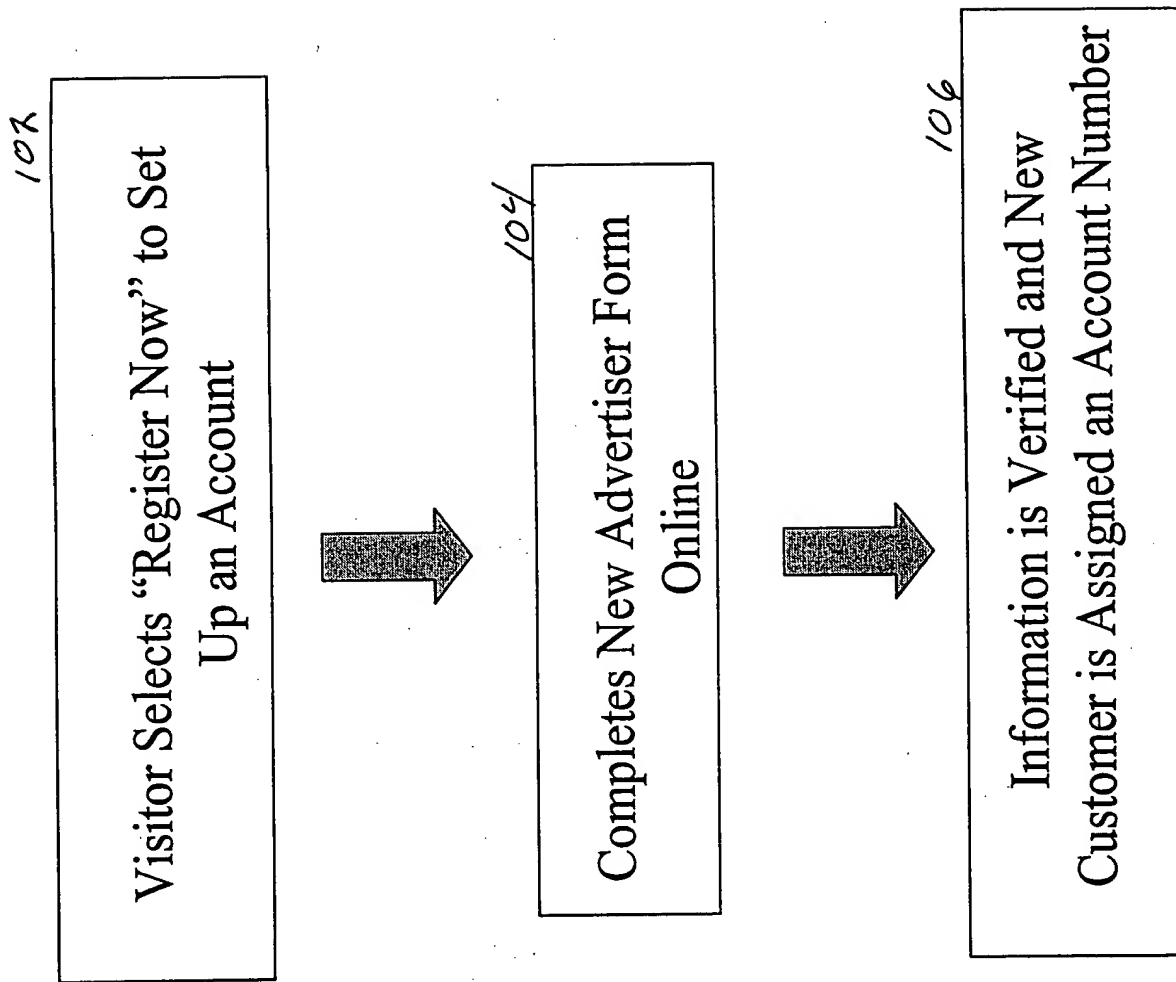 102
Visitor Selects “Register Now” to Set
Up an Account
104
Completes New Advertiser Form
Online
106
Information is Verified and New
Customer is Assigned an Account Number